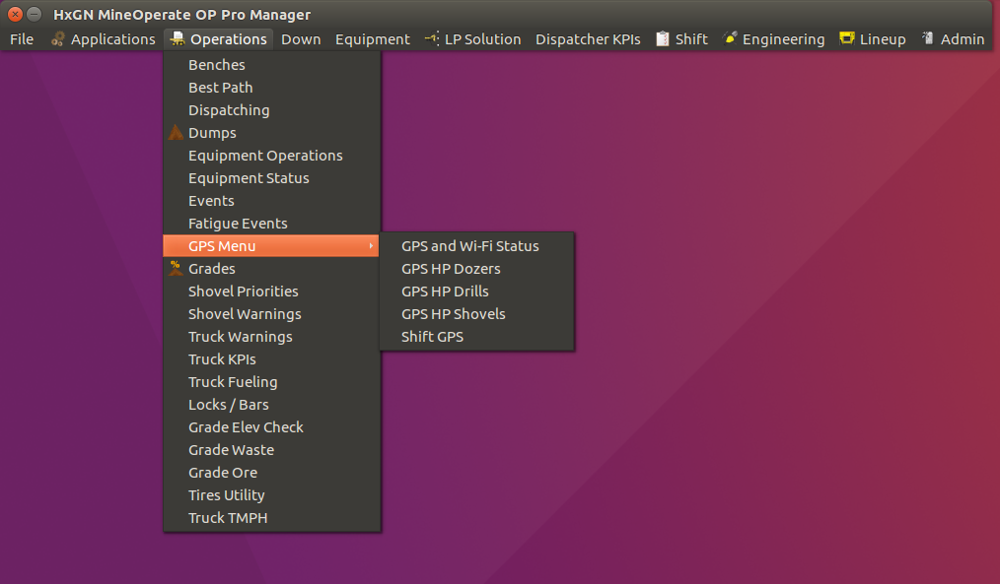 HxGN MineOperate OP Pro Manager
File Applications Operations Down Equipment LP Solution Dispatcher KPIs Shift Engineering Lineup Admin
Benches
Best Path
Dispatching
Dumps
Equipment Operations
Equipment Status
Events
Fatigue Events
GPS Menu
GPS and Wi-Fi Status
Grades
GPS HP Dozers
Shovel Priorities
GPS HP Drills
Shovel Warnings
GPS HP Shovels
Truck Warnings
Shift GPS
Truck KPIs
Truck Fueling
Locks / Bars
Grade Elev Check
Grade Waste
Grade Ore
Tires Utility
Truck TMPH